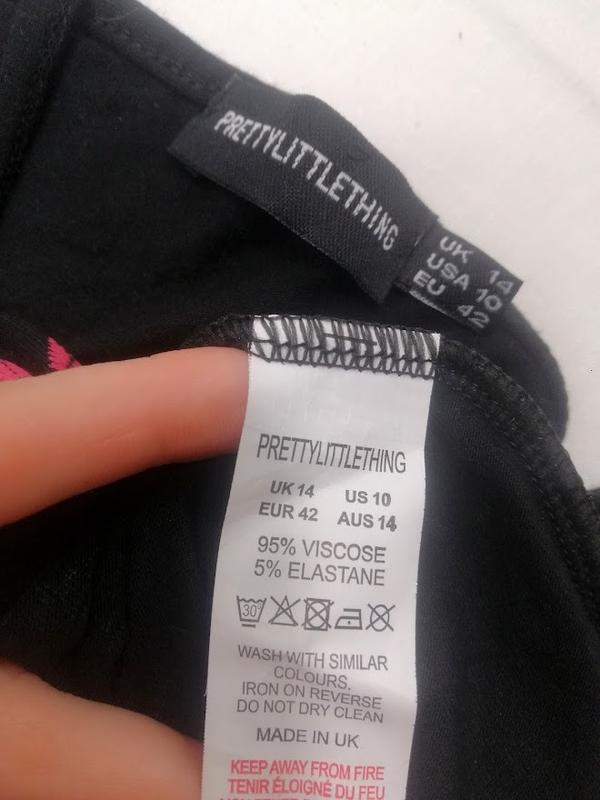 PRETTYLITTLETHING
UK 14
USA 10
EU 42
PRETTYLITTLETHING
UK 14 US 10
EUR 42 AUS 14
95% VISCOSE
5% ELASTANE
30°
WASH WITH SIMILAR
COLOURS.
IRON ON REVERSE
DO NOT DRY CLEAN
MADE IN UK
KEEP AWAY FROM FIRE
TENIR ÉLOIGNÉ DU FEU